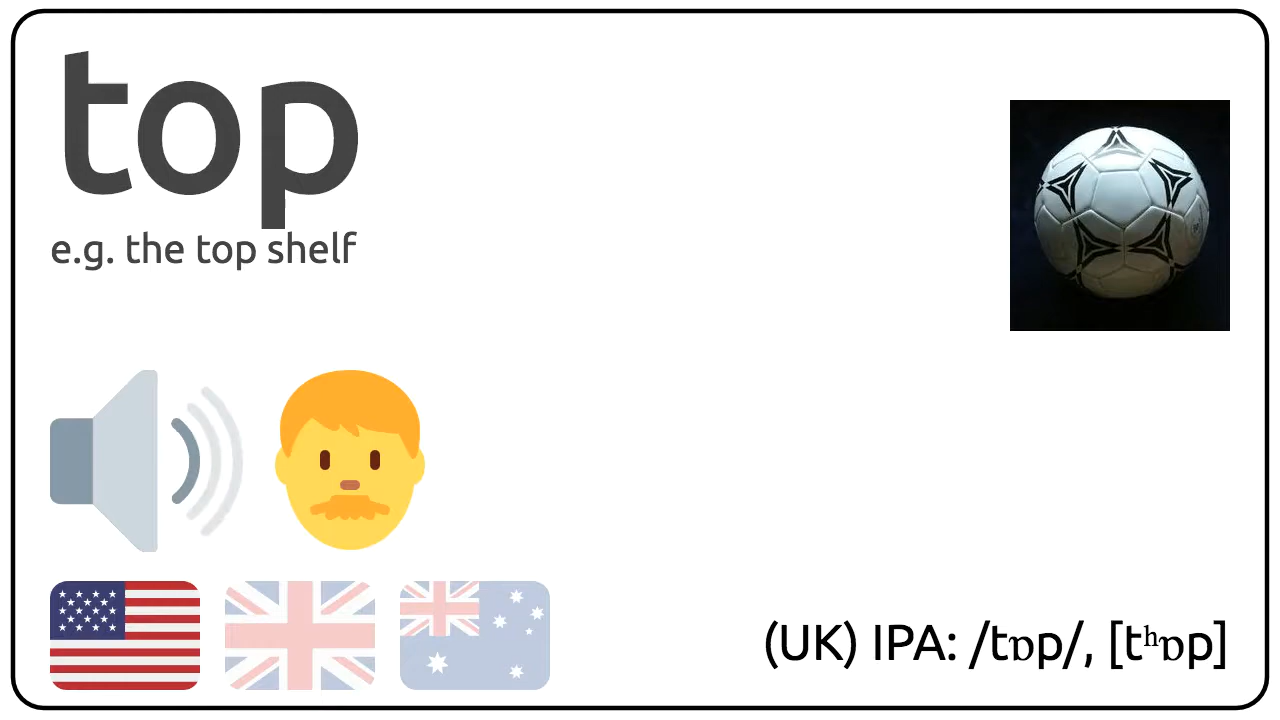 top
e.g. the top shelf
(UK) IPA: /tɒp/, [tʰɒp]